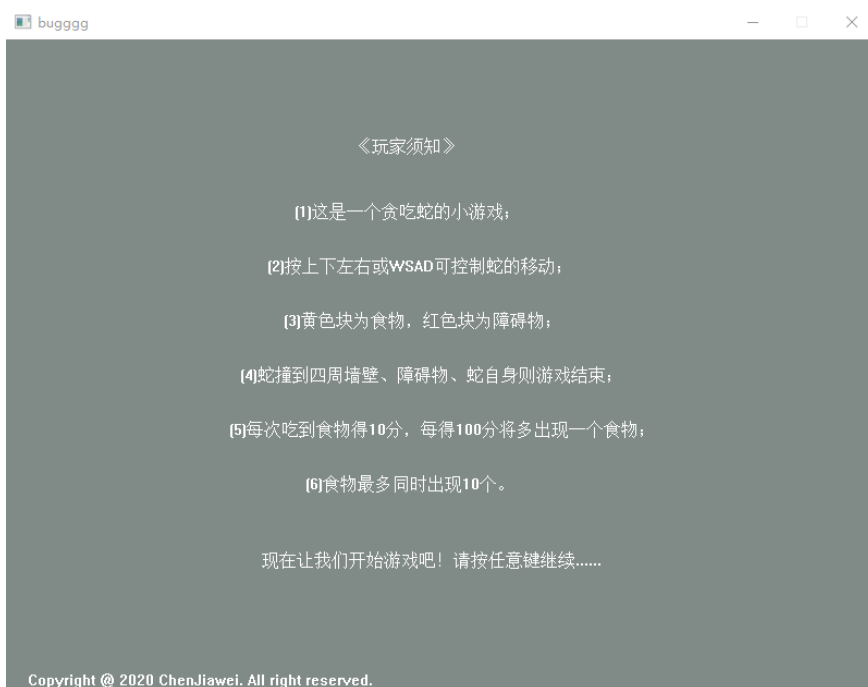 bugggg
《玩家须知》
(1)这是一个贪吃蛇的小游戏；
(2)按上下左右或WSAD可控制蛇的移动；
(3)黄色块为食物，红色块为障碍物；
(4)蛇撞到四周墙壁、障碍物、蛇自身则游戏结束；
(5)每次吃到食物得10分，每得100分将多出现一个食物；
(6)食物最多同时出现10个。
现在让我们开始游戏吧！请按任意键继续......
Copyright @ 2020 ChenJiawei. All right reserved.